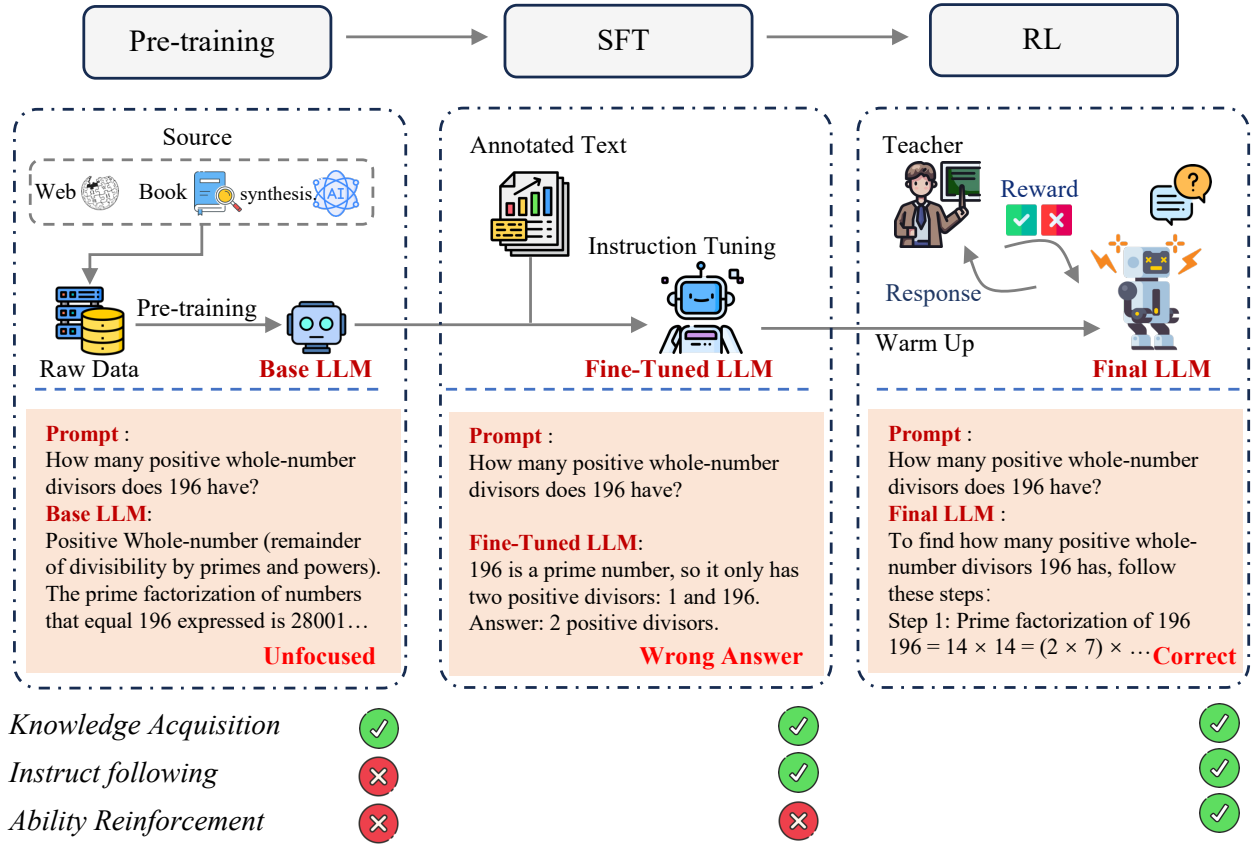 Pre-training
SFT
RL
Source
Web
Book
synthesis,
AI
Raw Data
Pre-training
Base LLM
Prompt :
How many positive whole-number
divisors does 196 have?
Base LLM:
Positive Whole-number (remainder
of divisibility by primes and powers).
The prime factorization of numbers
that equal 196 expressed is 28001…
Unfocused
Annotated Text
Instruction Tuning
Fine-Tuned LLM
Prompt :
How many positive whole-number
divisors does 196 have?
Fine-Tuned LLM:
196 is a prime number, so it only has
two positive divisors: 1 and 196.
Answer: 2 positive divisors.
Wrong Answer
Teacher
Reward
?
Response
Warm Up
Final LLM
Prompt :
How many positive whole-number
divisors does 196 have?
Final LLM :
To find how many positive whole-
number divisors 196 has, follow
these steps:
Step 1: Prime factorization of 196
196 = 14 × 14 = (2 × 7) × …
Correct
Knowledge Acquisition
Instruct following
Ability Reinforcement